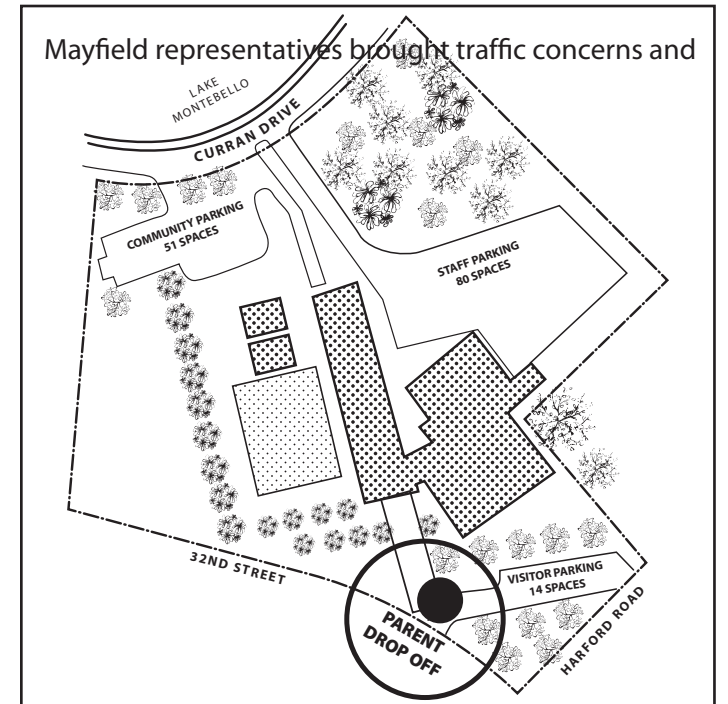 Mayfield representatives brought traffic concerns and
LAKE
MONTEBELLO
CURRAN DRIVE
COMMUNITY PARKING
51 SPACES
STAFF PARKING
80 SPACES
32ND STREET
VISITOR PARKING
14 SPACES
PARENT
DROP OFF
HARFORD ROAD